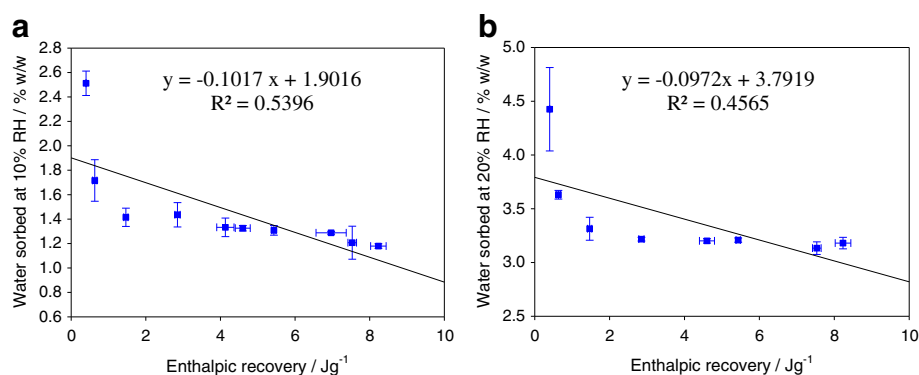 a
2.8
2.6
2.4
2.2
2.0
1.8
1.6
1.4
1.2
1.0
0.8
0.6
Water sorbed at 10% RH / % w/w
y = -0.1017 x + 1.9016
R² = 0.5396
0 2 4 6 8 10
Enthalpic recovery / Jg⁻¹
b
5.0
4.5
4.0
3.5
3.0
2.5
Water sorbed at 20% RH / % w/w
y = -0.0972x + 3.7919
R² = 0.4565
0 2 4 6 8 10
Enthalpic recovery / Jg⁻¹